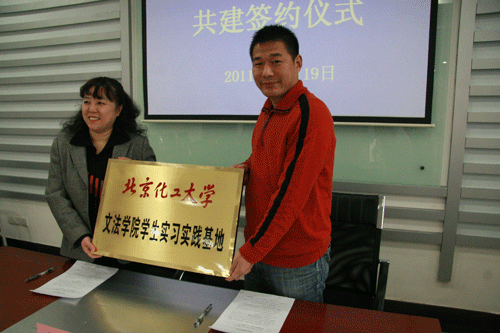 共建签约仪式
2011 19日
北京化工大学
文法学院学生实习实践基地